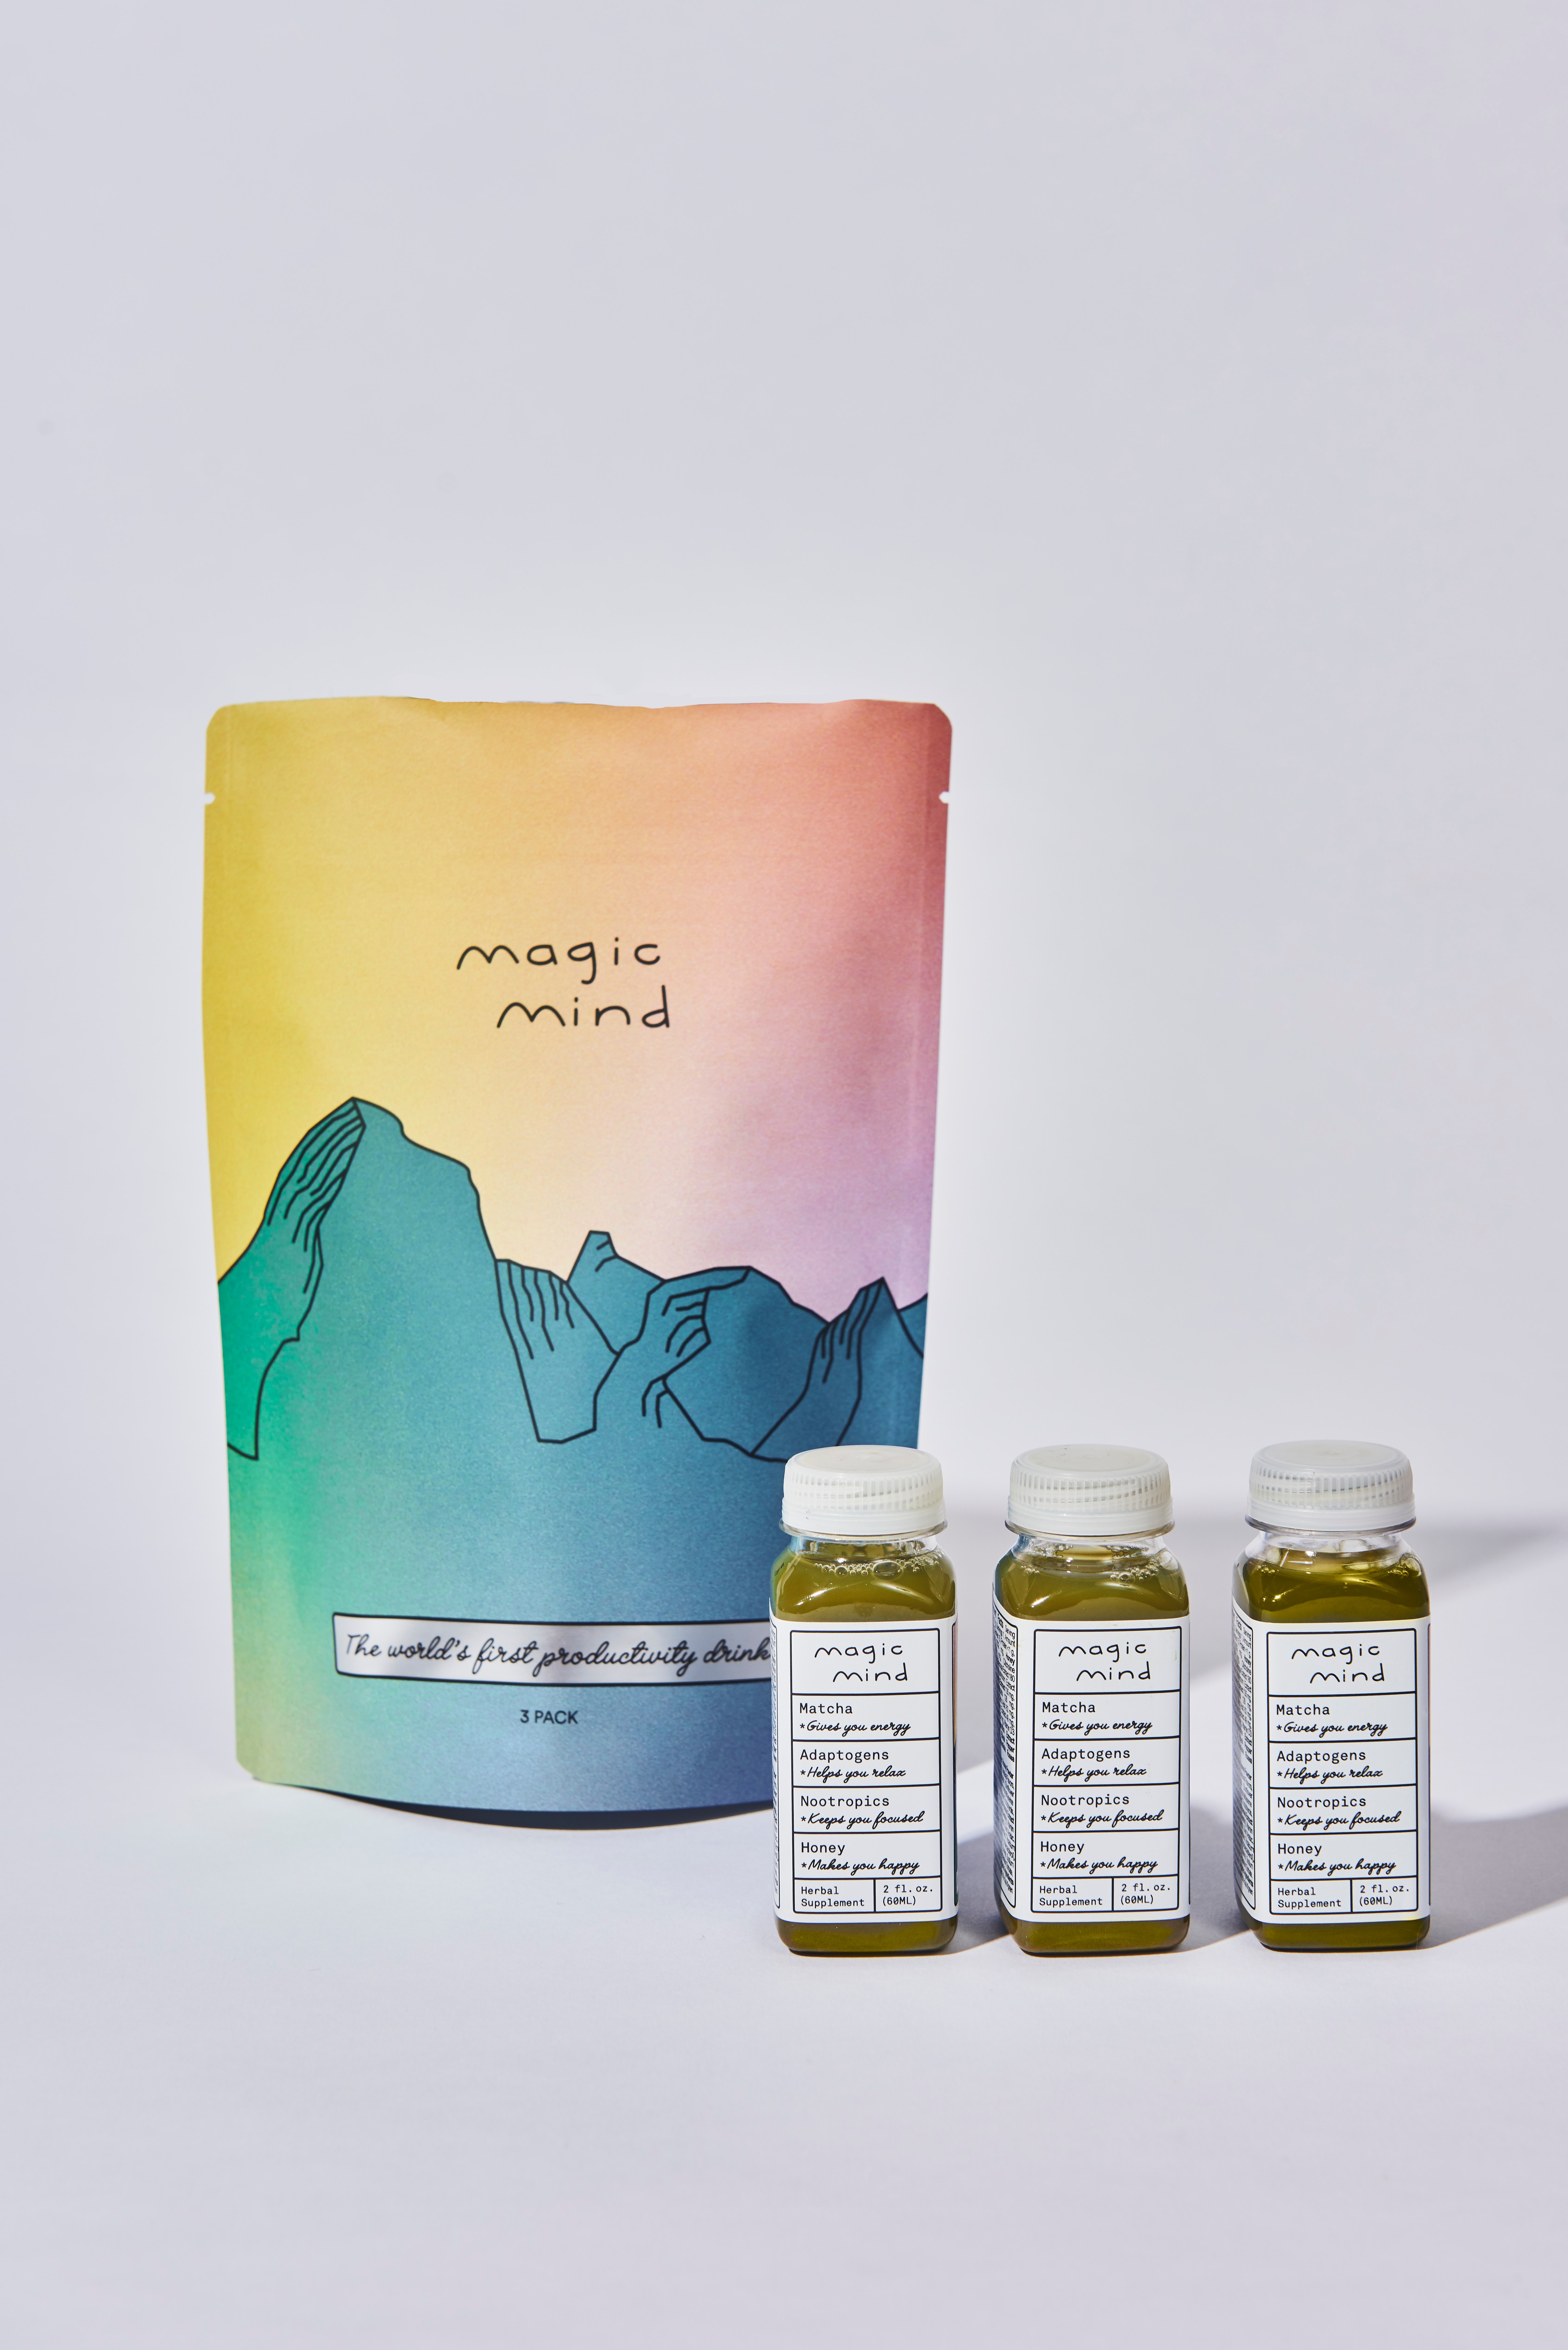 magic
mind
The world's first productivity drink
3 PACK
magic
mind
Matcha
*Gives you energy
Adaptogens
*Helps you relax
Nootropics
*Keeps you focused
Honey
*Makes you happy
Herbal
Supplement
2 fl. oz.
(60ML)
magic
mind
Matcha
*Gives you energy
Adaptogens
*Helps you relax
Nootropics
*Keeps you focused
Honey
*Makes you happy
Herbal
Supplement
2 fl. oz.
(60ML)
magic
mind
Matcha
*Gives you energy
Adaptogens
*Helps you relax
Nootropics
*Keeps you focused
Honey
*Makes you happy
Herbal
Supplement
2 fl. oz.
(60ML)